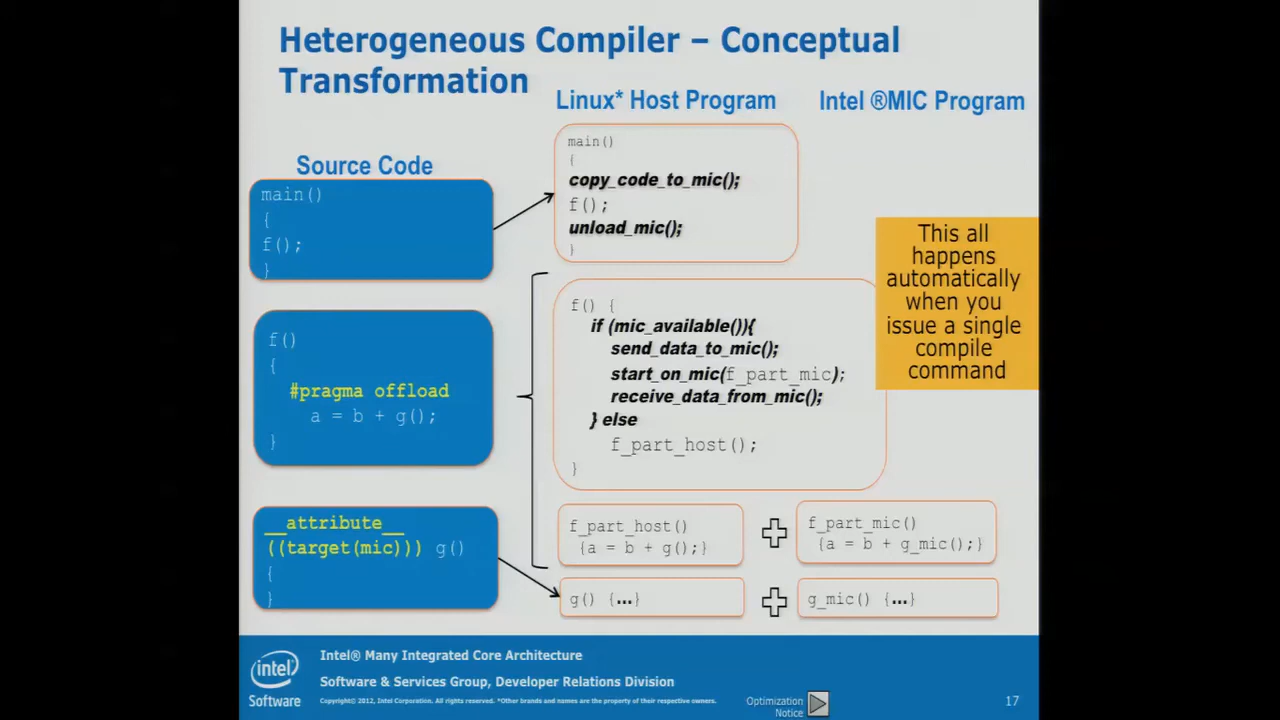 Heterogeneous Compiler – Conceptual
Transformation
Linux* Host Program
Intel ®MIC Program
Source Code
main()
{
f();
}
f()
{
#pragma offload
a = b + g();
}
__attribute__
((target(mic))) g()
{
}
main()
{
copy_code_to_mic();
f();
unload_mic();
}
f() {
if (mic_available()){
send_data_to_mic();
start_on_mic(f_part_mic);
receive_data_from_mic();
} else
f_part_host();
}
f_part_host()
{a = b + g();}
f_part_mic()
{a = b + g_mic();}
g() {...}
g_mic() {...}
This all
happens
automatically
when you
issue a single
compile
command
intel
Software
Intel® Many Integrated Core Architecture
Software & Services Group, Developer Relations Division
Copyright© 2012, Intel Corporation. All rights reserved. *Other brands and names are the property of their respective owners.
Optimization
Notice
17